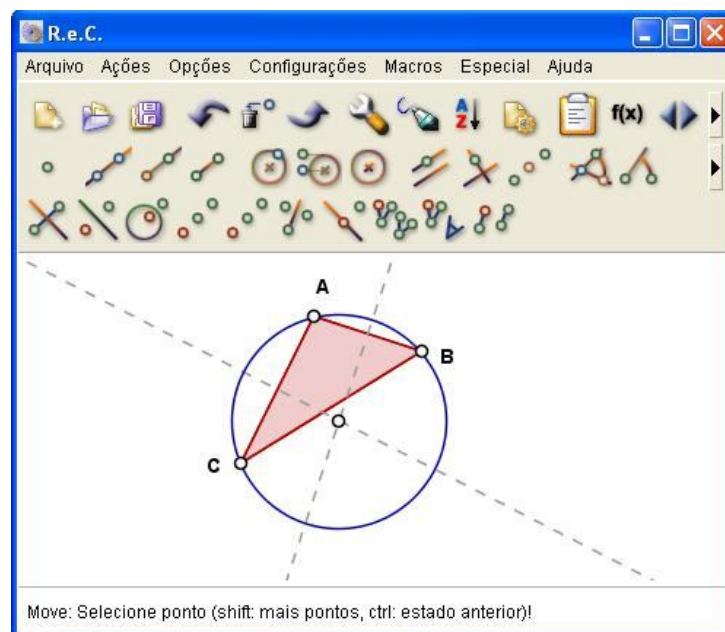 R.e.C.
Arquivo Ações Opções Configurações Macros Especial Ajuda
A
Z
f(x)
A
B
C
Move: Selecione ponto (shift: mais pontos, ctrl: estado anterior)!